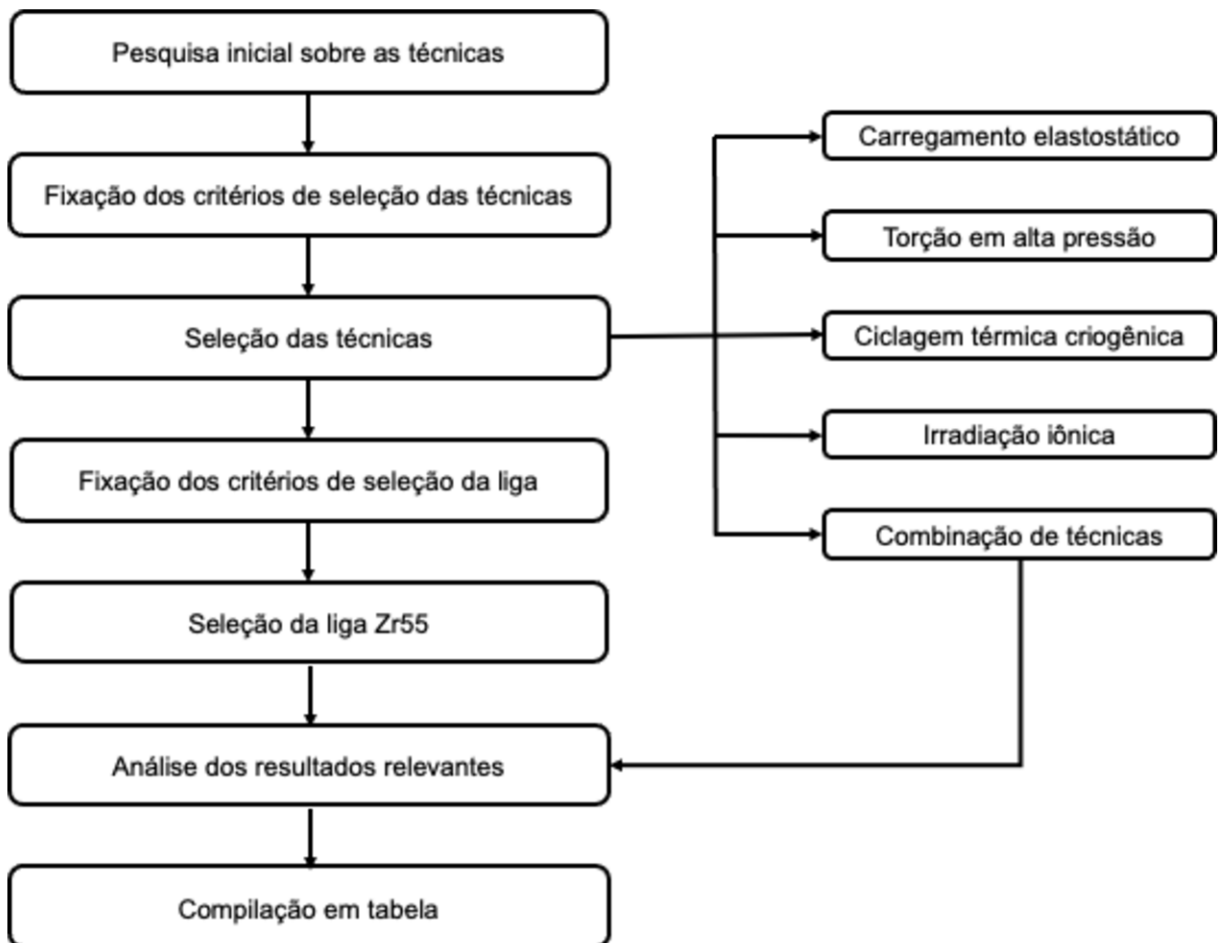 Pesquisa inicial sobre as técnicas
Fixação dos critérios de seleção das técnicas
Seleção das técnicas
Fixação dos critérios de seleção da liga
Seleção da liga Zr55
Análise dos resultados relevantes
Compilação em tabela
Carregamento elastostático
Torção em alta pressão
Ciclagem térmica criogênica
Irradiação iônica
Combinação de técnicas